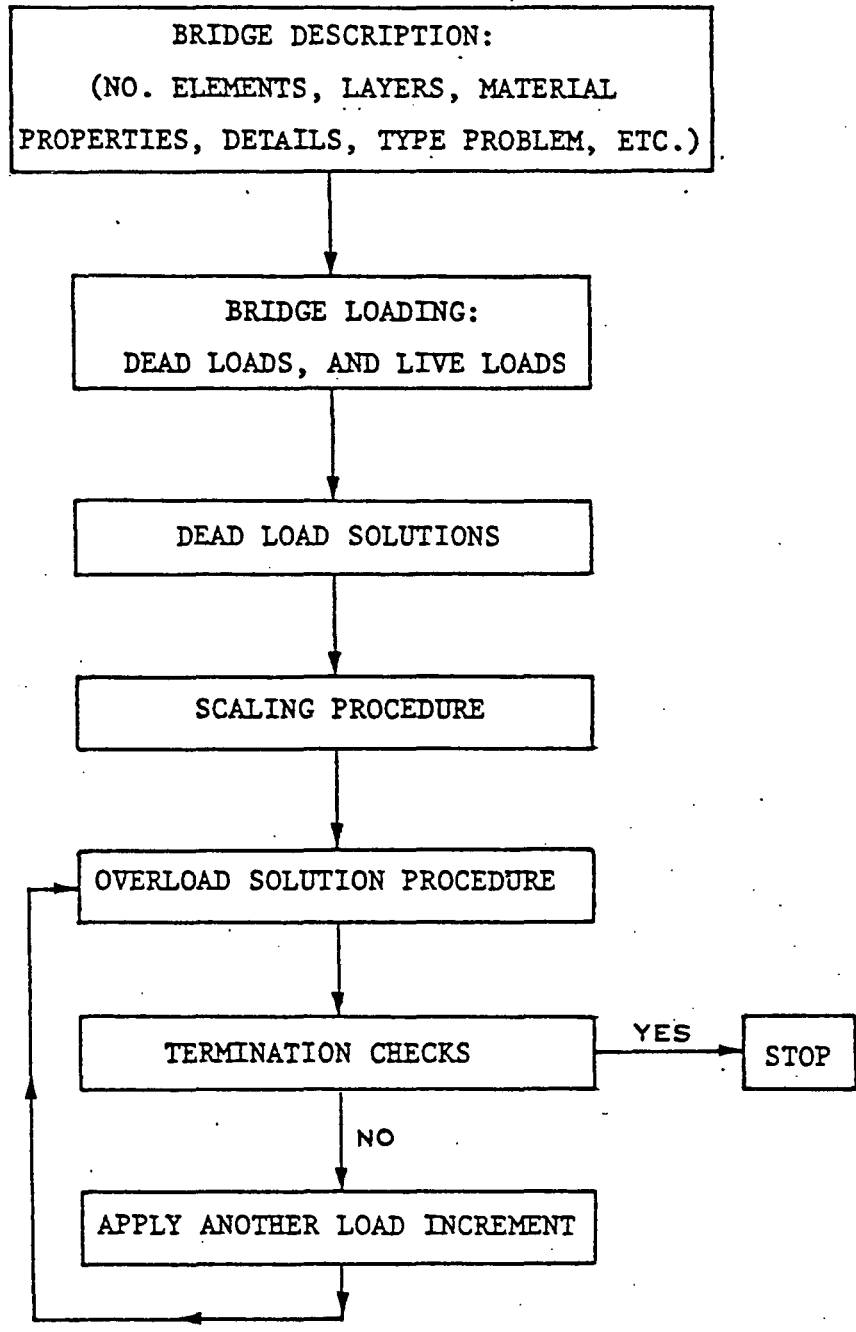 BRIDGE DESCRIPTION:
(NO. ELEMENTS, LAYERS, MATERIAL
PROPERTIES, DETAILS, TYPE PROBLEM, ETC.)
BRIDGE LOADING:
DEAD LOADS, AND LIVE LOADS
DEAD LOAD SOLUTIONS
SCALING PROCEDURE
OVERLOAD SOLUTION PROCEDURE
TERMINATION CHECKS
YES
STOP
NO
APPLY ANOTHER LOAD INCREMENT